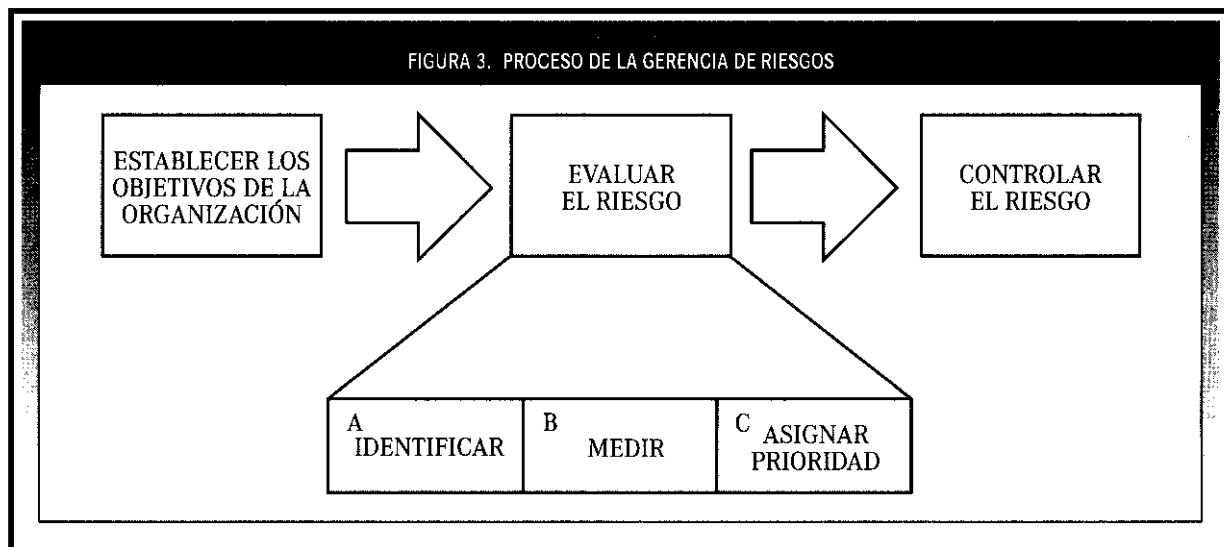 FIGURA 3. PROCESO DE LA GERENCIA DE RIESGOS
ESTABLECER LOS
OBJETIVOS DE LA
ORGANIZACIÓN
EVALUAR
EL RIESGO
CONTROLAR
EL RIESGO
A
IDENTIFICAR
B
MEDIR
C
ASIGNAR
PRIORIDAD